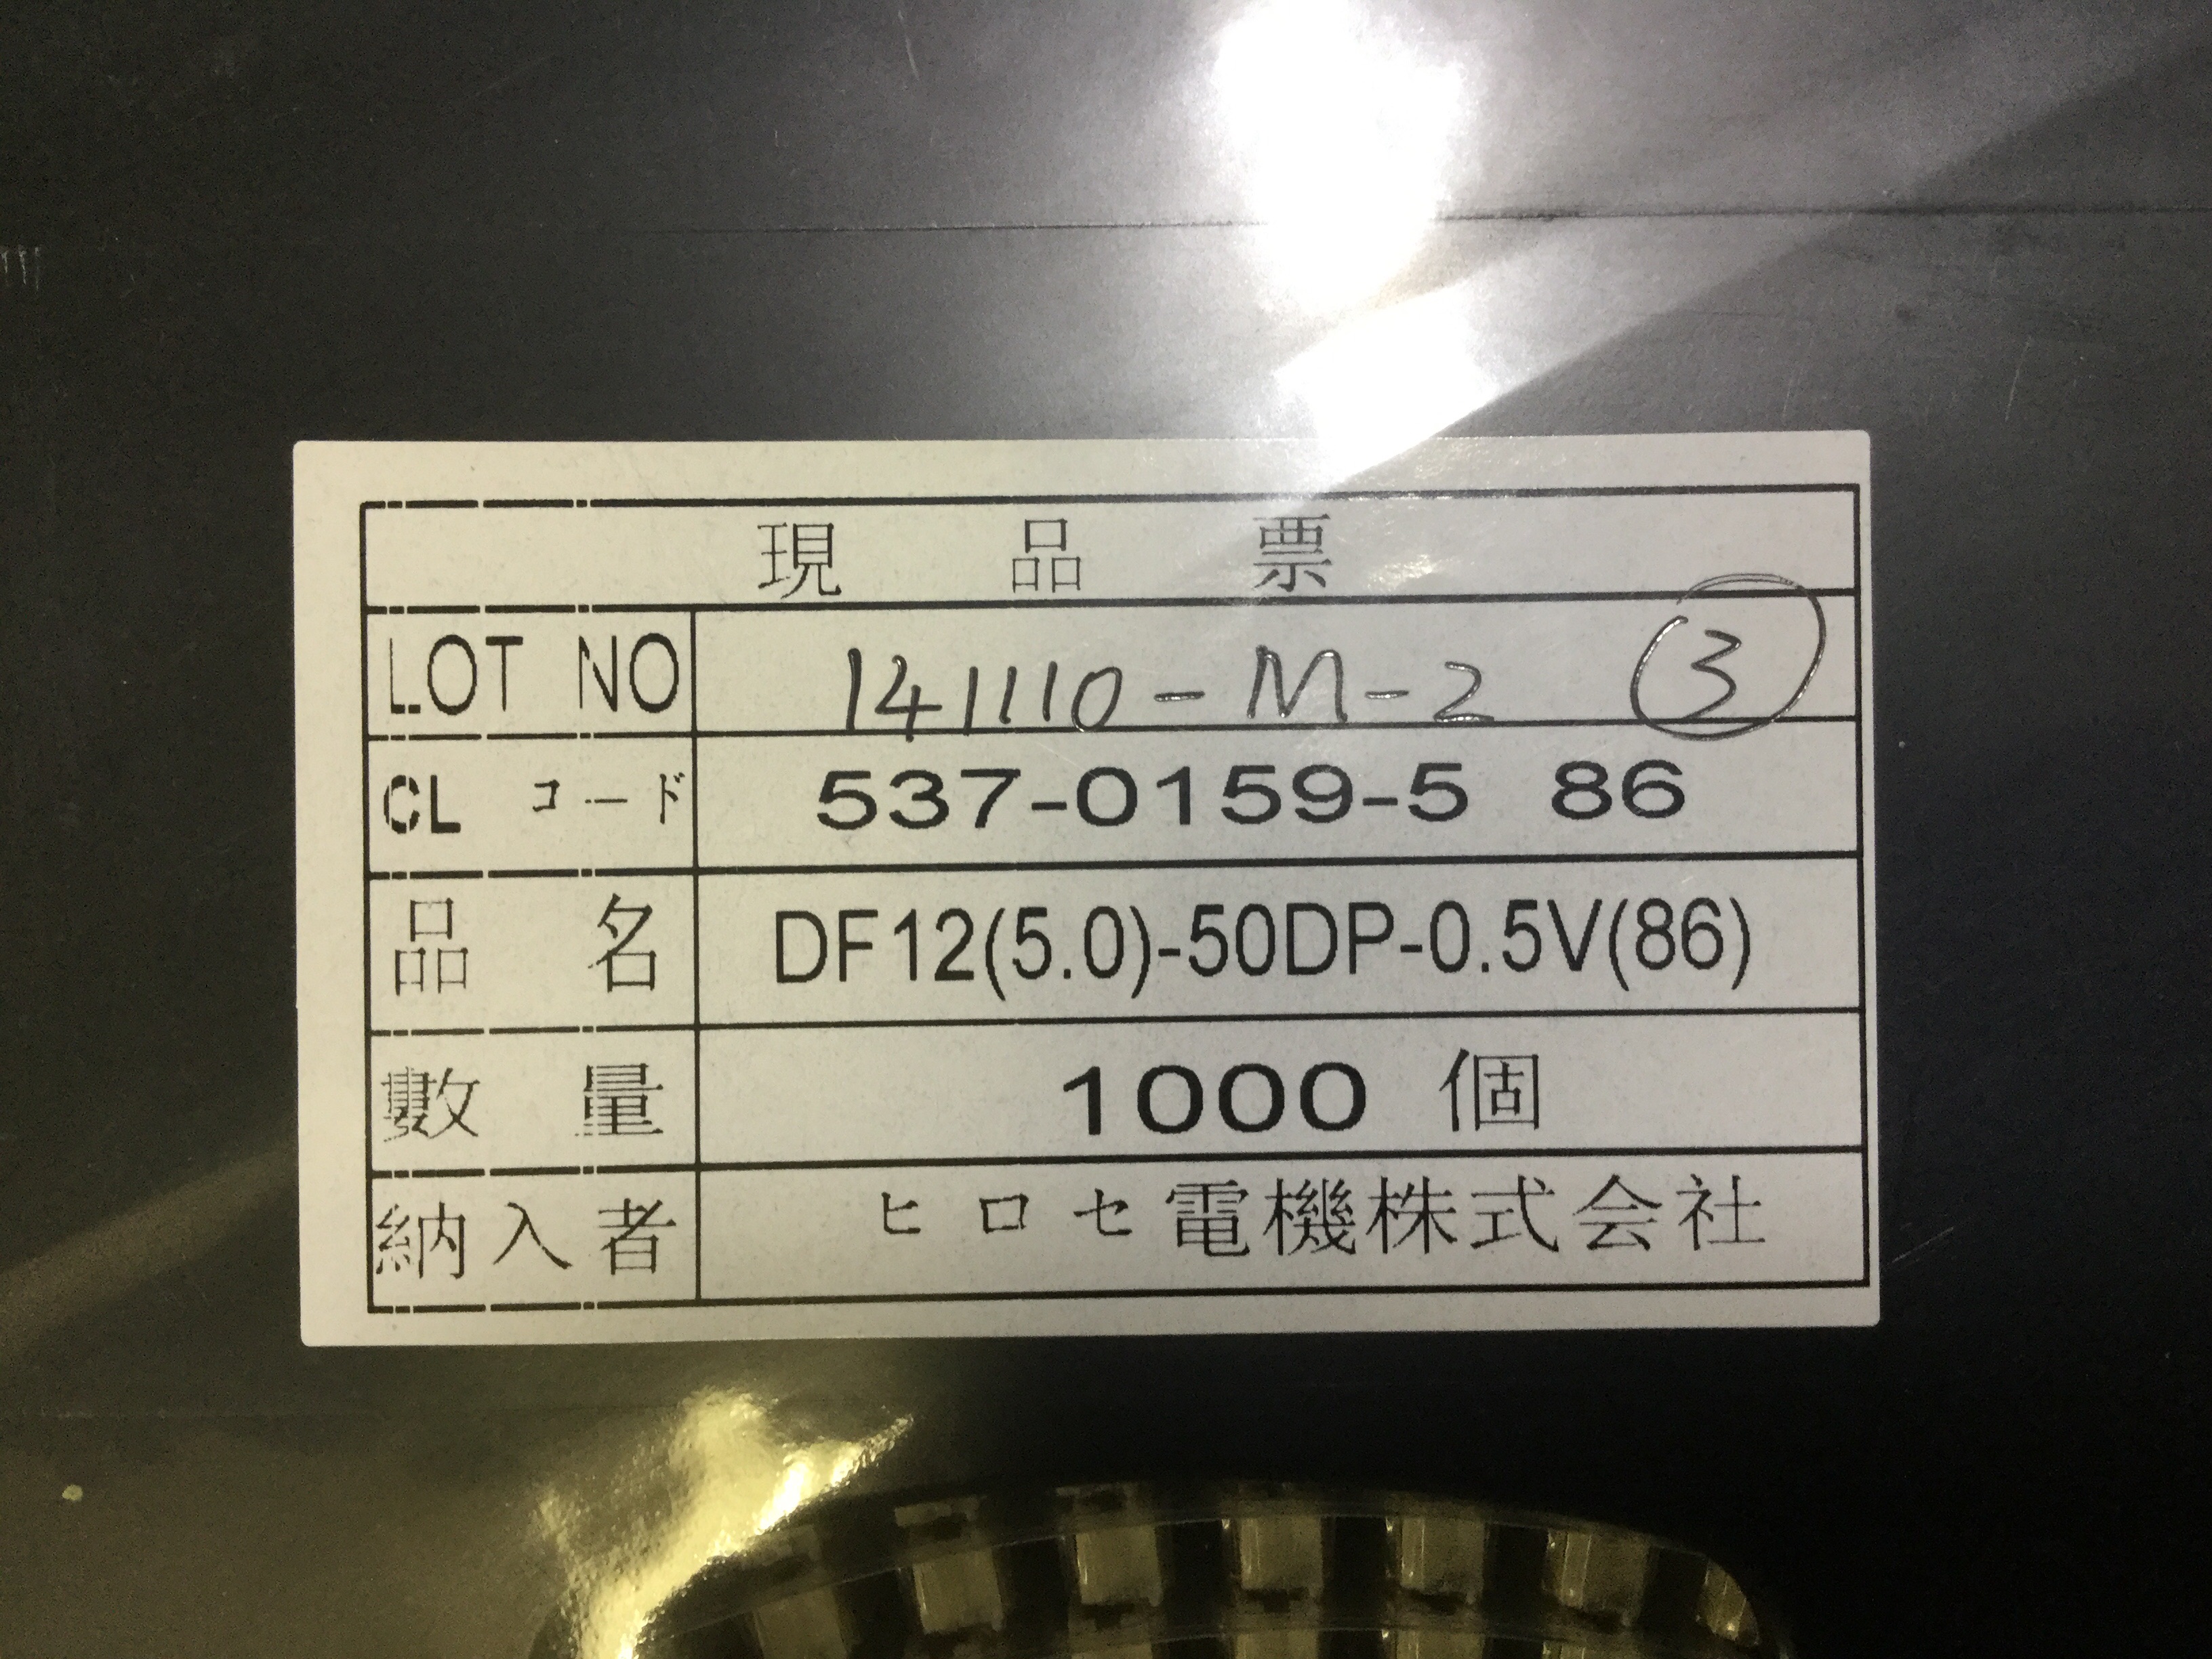 現品票
LOT NO 141110-M-2 ③
CL コード 537-0159-5 86
品名 DF12(5.0)-50DP-0.5V(86)
數量 1000 個
納入者 ヒロセ電機株式会社